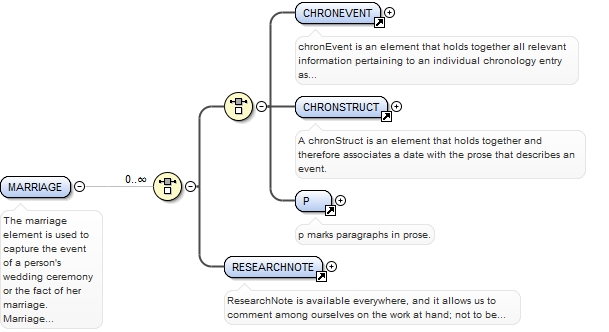 CHRONEVENT
chronEvent is an element that holds together all relevant
information pertaining to an individual chronology entry
as...
CHRONSTRUCT
A chronStruct is an element that holds together and
therefore associates a date with the prose that describes an
event.
MARRIAGE
0..∞
The marriage
element is used to
capture the event
of a person's
wedding ceremony
or the fact of her
marriage.
Marriage...
P
p marks paragraphs in prose.
RESEARCHNOTE
ResearchNote is available everywhere, and it allows us to
comment among ourselves on the work at hand; not to be...